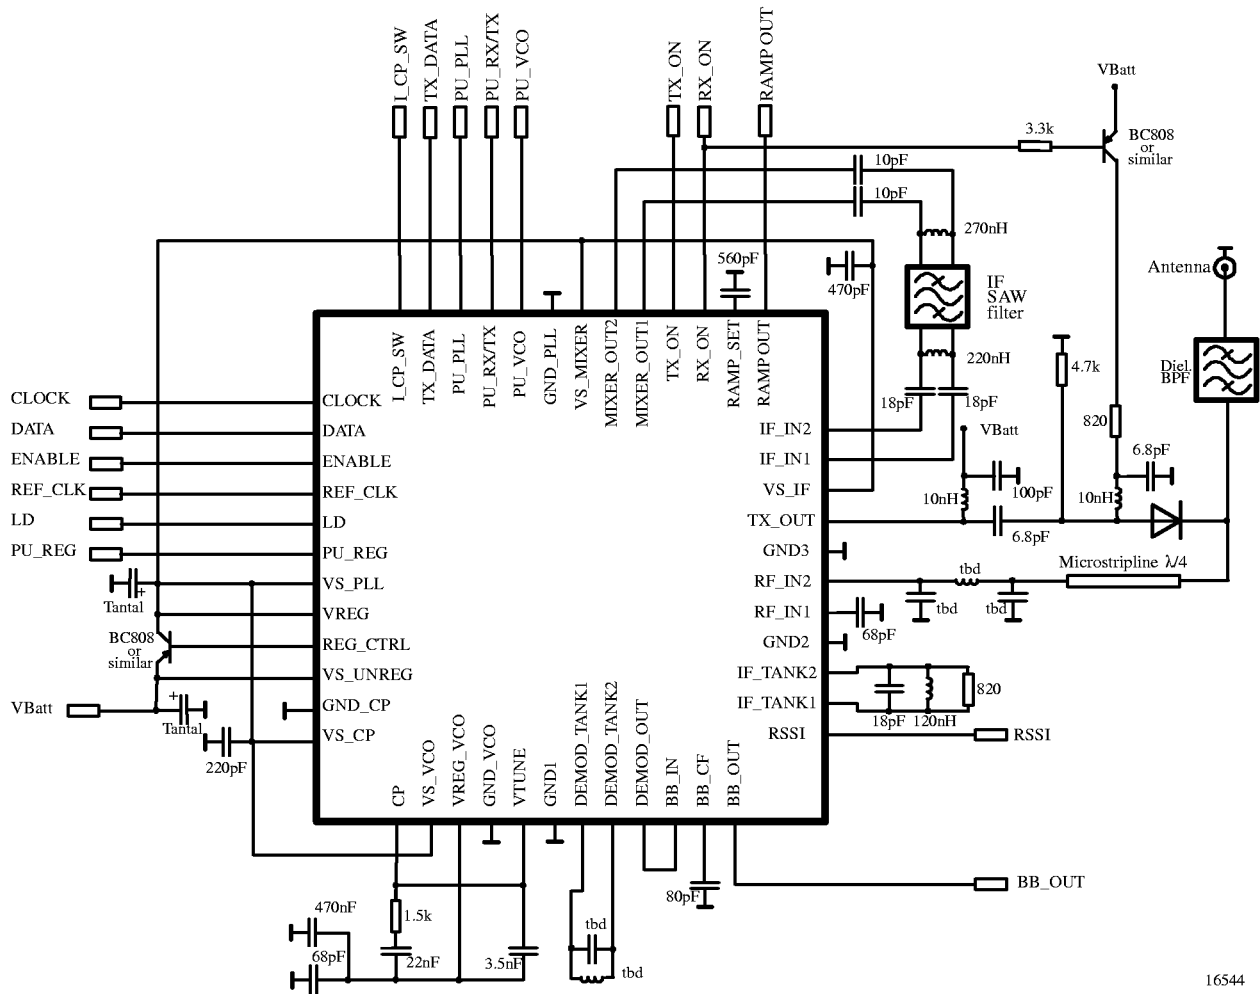 I_CP_SW
TX_DATA
PU_PLL
PU_RX/TX
PU_VCO
TX_ON
RX_ON
RAMP OUT
VBatt
3.3k
BC808
or
similar
10pF
10pF
270nH
560pF
470pF
IF
SAW
filter
Antenna
I_CP_SW
TX_DATA
PU_PLL
PU_RX/TX
PU_VCO
GND_PLL
VS_MIXER
MIXER_OUT2
MIXER_OUT1
TX_ON
RX_ON
RAMP_SET
RAMP OUT
220nH
4.7k
Diel.
BPF
18pF
18pF
CLOCK
CLOCK
DATA
DATA
IF_IN2
VBatt
820
ENABLE
ENABLE
IF_IN1
6.8pF
REF_CLK
REF_CLK
VS_IF
10nH
100pF
10nH
LD
LD
TX_OUT
6.8pF
PU_REG
PU_REG
GND3
Microstripline λ/4
+
Tantal
VS_PLL
RF_IN2
tbd
tbd
tbd
VREG
RF_IN1
68pF
BC808
or
similar
REG_CTRL
GND2
VS_UNREG
IF_TANK2
820
VBatt
+
Tantal
GND_CP
IF_TANK1
18pF
120nH
VS_CP
RSSI
RSSI
220pF
CP
VS_VCO
VREG_VCO
GND_VCO
VTUNE
GND1
DEMOD_TANK1
DEMOD_TANK2
DEMOD_OUT
BB_IN
BB_CF
BB_OUT
BB_OUT
80pF
470nF
1.5k
tbd
68pF
22nF
3.5nF
tbd
16544